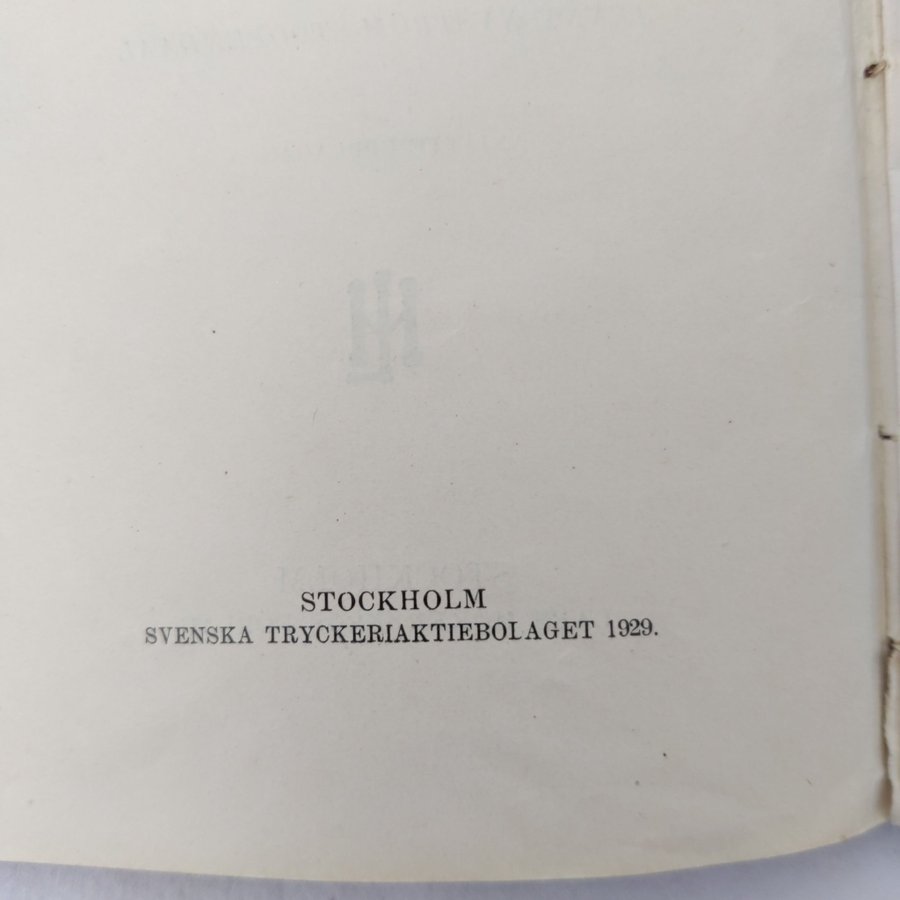 STOCKHOLM
SVENSKA TRYCKERIAKTIEBOLAGET 1929.